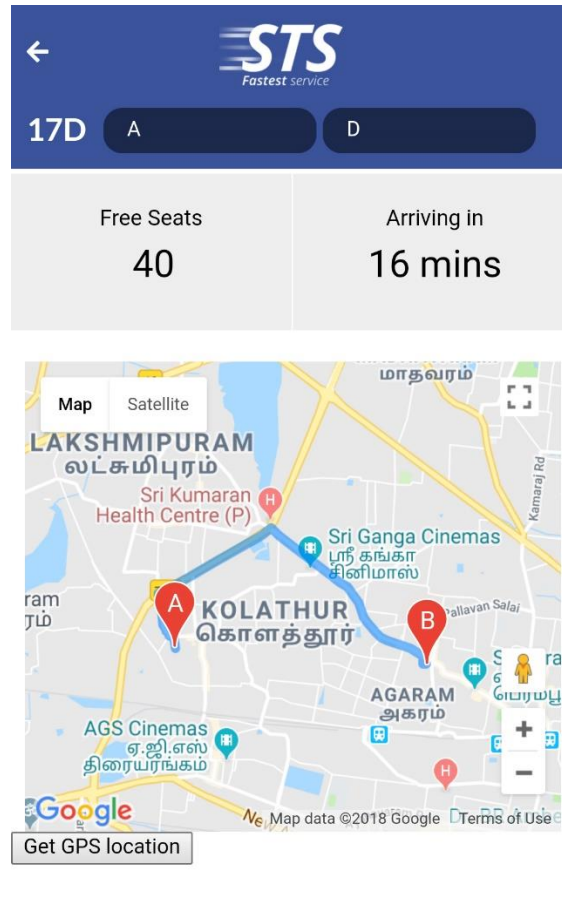 STS
Fastest service
17D A D
Free Seats
40
Arriving in
16 mins
Map Satellite
மாதவரம்
LAKSHMIPURAM
லட்சுமிபுரம்
Sri Kumaran
Health Centre (P)
H
Kamaraj Rd
Sri Ganga Cinemas
ஸ்ரீ கங்கா
சினிமாஸ்
A
KOLATHUR
கொளத்தூர்
B
Pallavan Salai
AGARAM
அகரம்
AGS Cinemas
ஏ.ஜி.எஸ்
திரையரங்கம்
H
+
−
Google
Map data ©2018 Google Terms of Use
Get GPS location